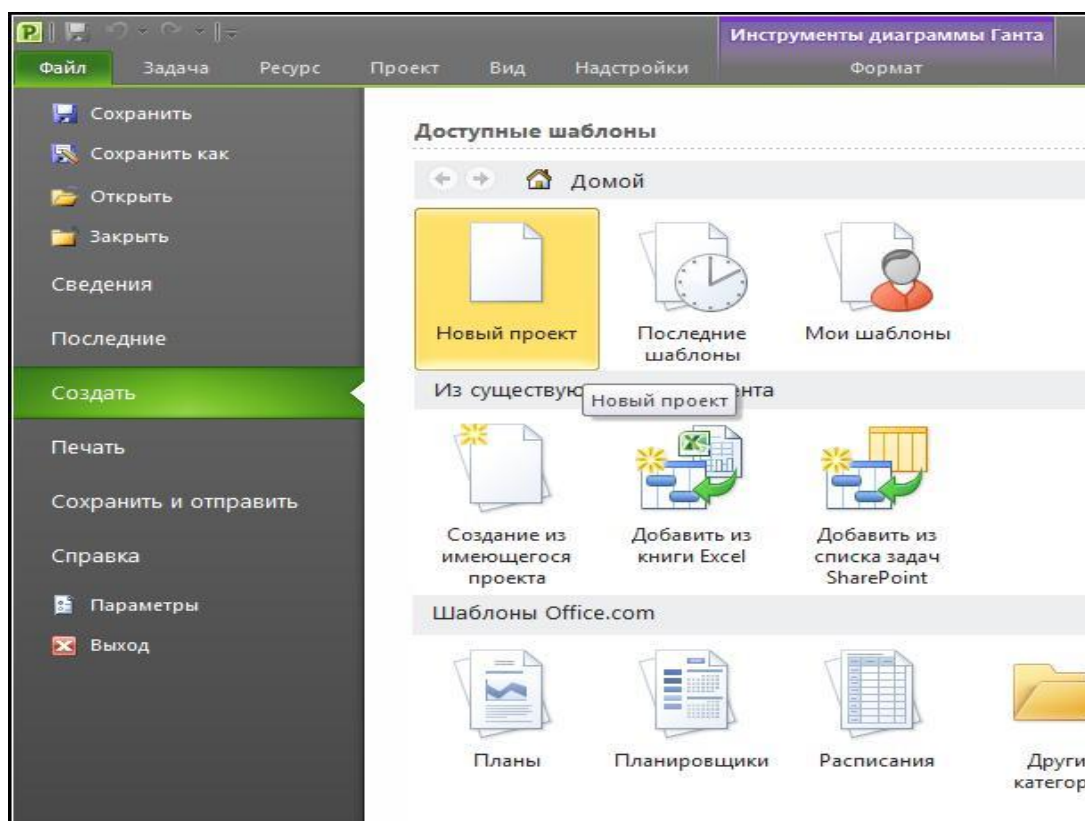 Инструменты диаграммы Ганта
Файл Задача Ресурс Проект Вид Надстройки Формат
Сохранить
Сохранить как
Открыть
Закрыть
Сведения
Последние
Создать
Печать
Сохранить и отправить
Справка
Параметры
Выход
Доступные шаблоны
Домой
Новый проект
Последние
шаблоны
Мои шаблоны
Из существую
нта
Новый проект
Создание из
имеющегося
проекта
Добавить из
книги Excel
Добавить из
списка задач
SharePoint
Шаблоны Office.com
Планы
Планировщики
Расписания
Други
категор